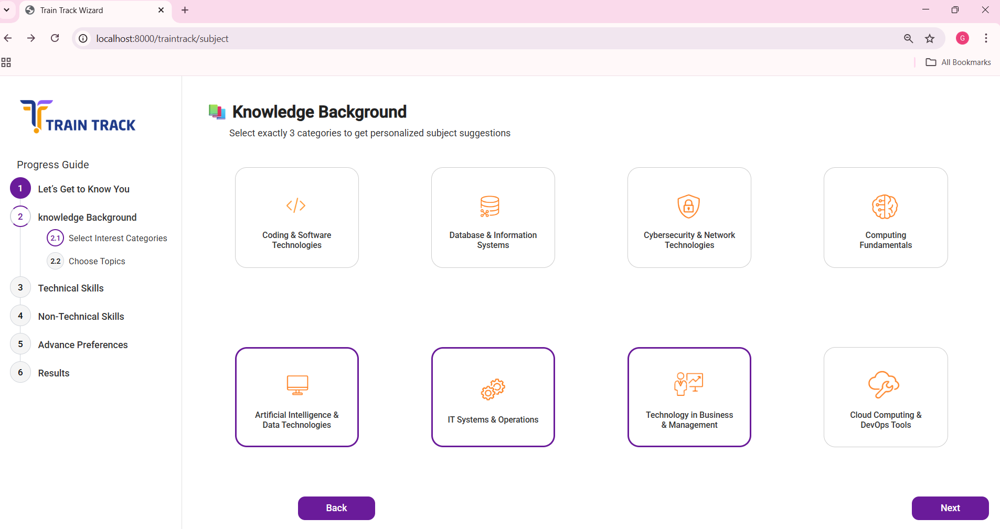 Train Track Wizard
localhost:8000/traintrack/subject
G
All Bookmarks
TRAIN TRACK
Progress Guide
1 Let's Get to Know You
2 knowledge Background
2.1 Select Interest Categories
2.2 Choose Topics
3 Technical Skills
4 Non-Technical Skills
5 Advance Preferences
6 Results
Knowledge Background
Select exactly 3 categories to get personalized subject suggestions
Coding & Software
Technologies
Database & Information
Systems
Cybersecurity & Network
Technologies
Computing
Fundamentals
Artificial Intelligence &
Data Technologies
IT Systems & Operations
Technology in Business
& Management
Cloud Computing &
DevOps Tools
Back
Next